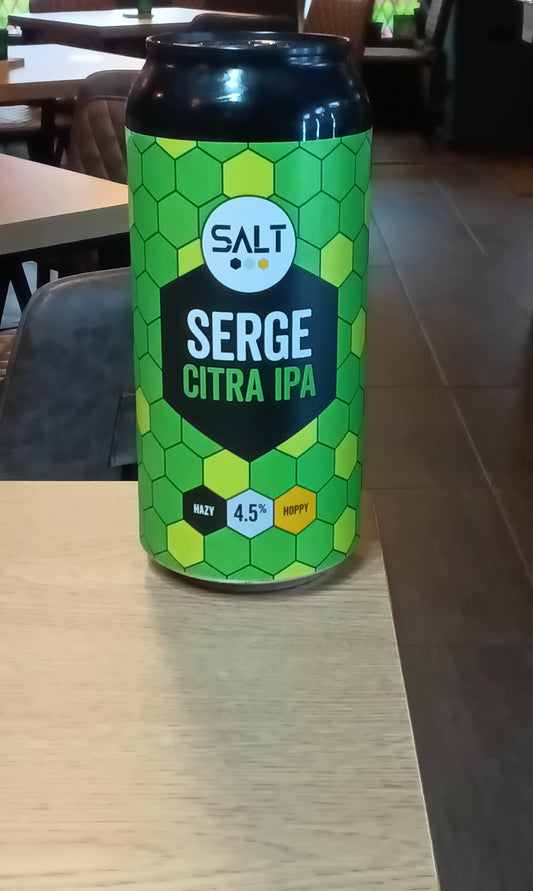 SALT
SERGE
CITRA IPA
HAZY 4.5% HOPPY